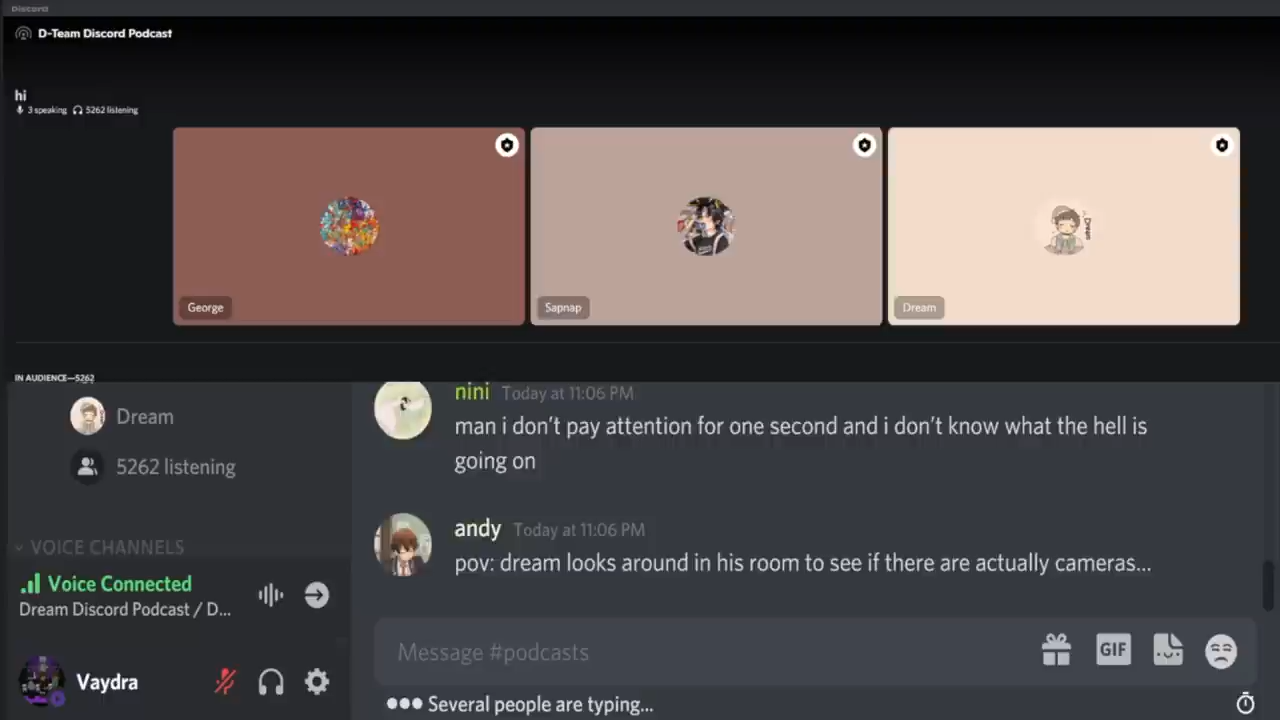 Discord
D-Team Discord Podcast
hi
3 speaking 5262 listening
George
Sapnap
Dream
Dream
IN AUDIENCE—5262
Dream
5262 listening
VOICE CHANNELS
Voice Connected
Dream Discord Podcast / D...
Vaydra
nini Today at 11:06 PM
man i don't pay attention for one second and i don't know what the hell is
going on
andy Today at 11:06 PM
pov: dream looks around in his room to see if there are actually cameras...
Message #podcasts
GIF
Several people are typing...